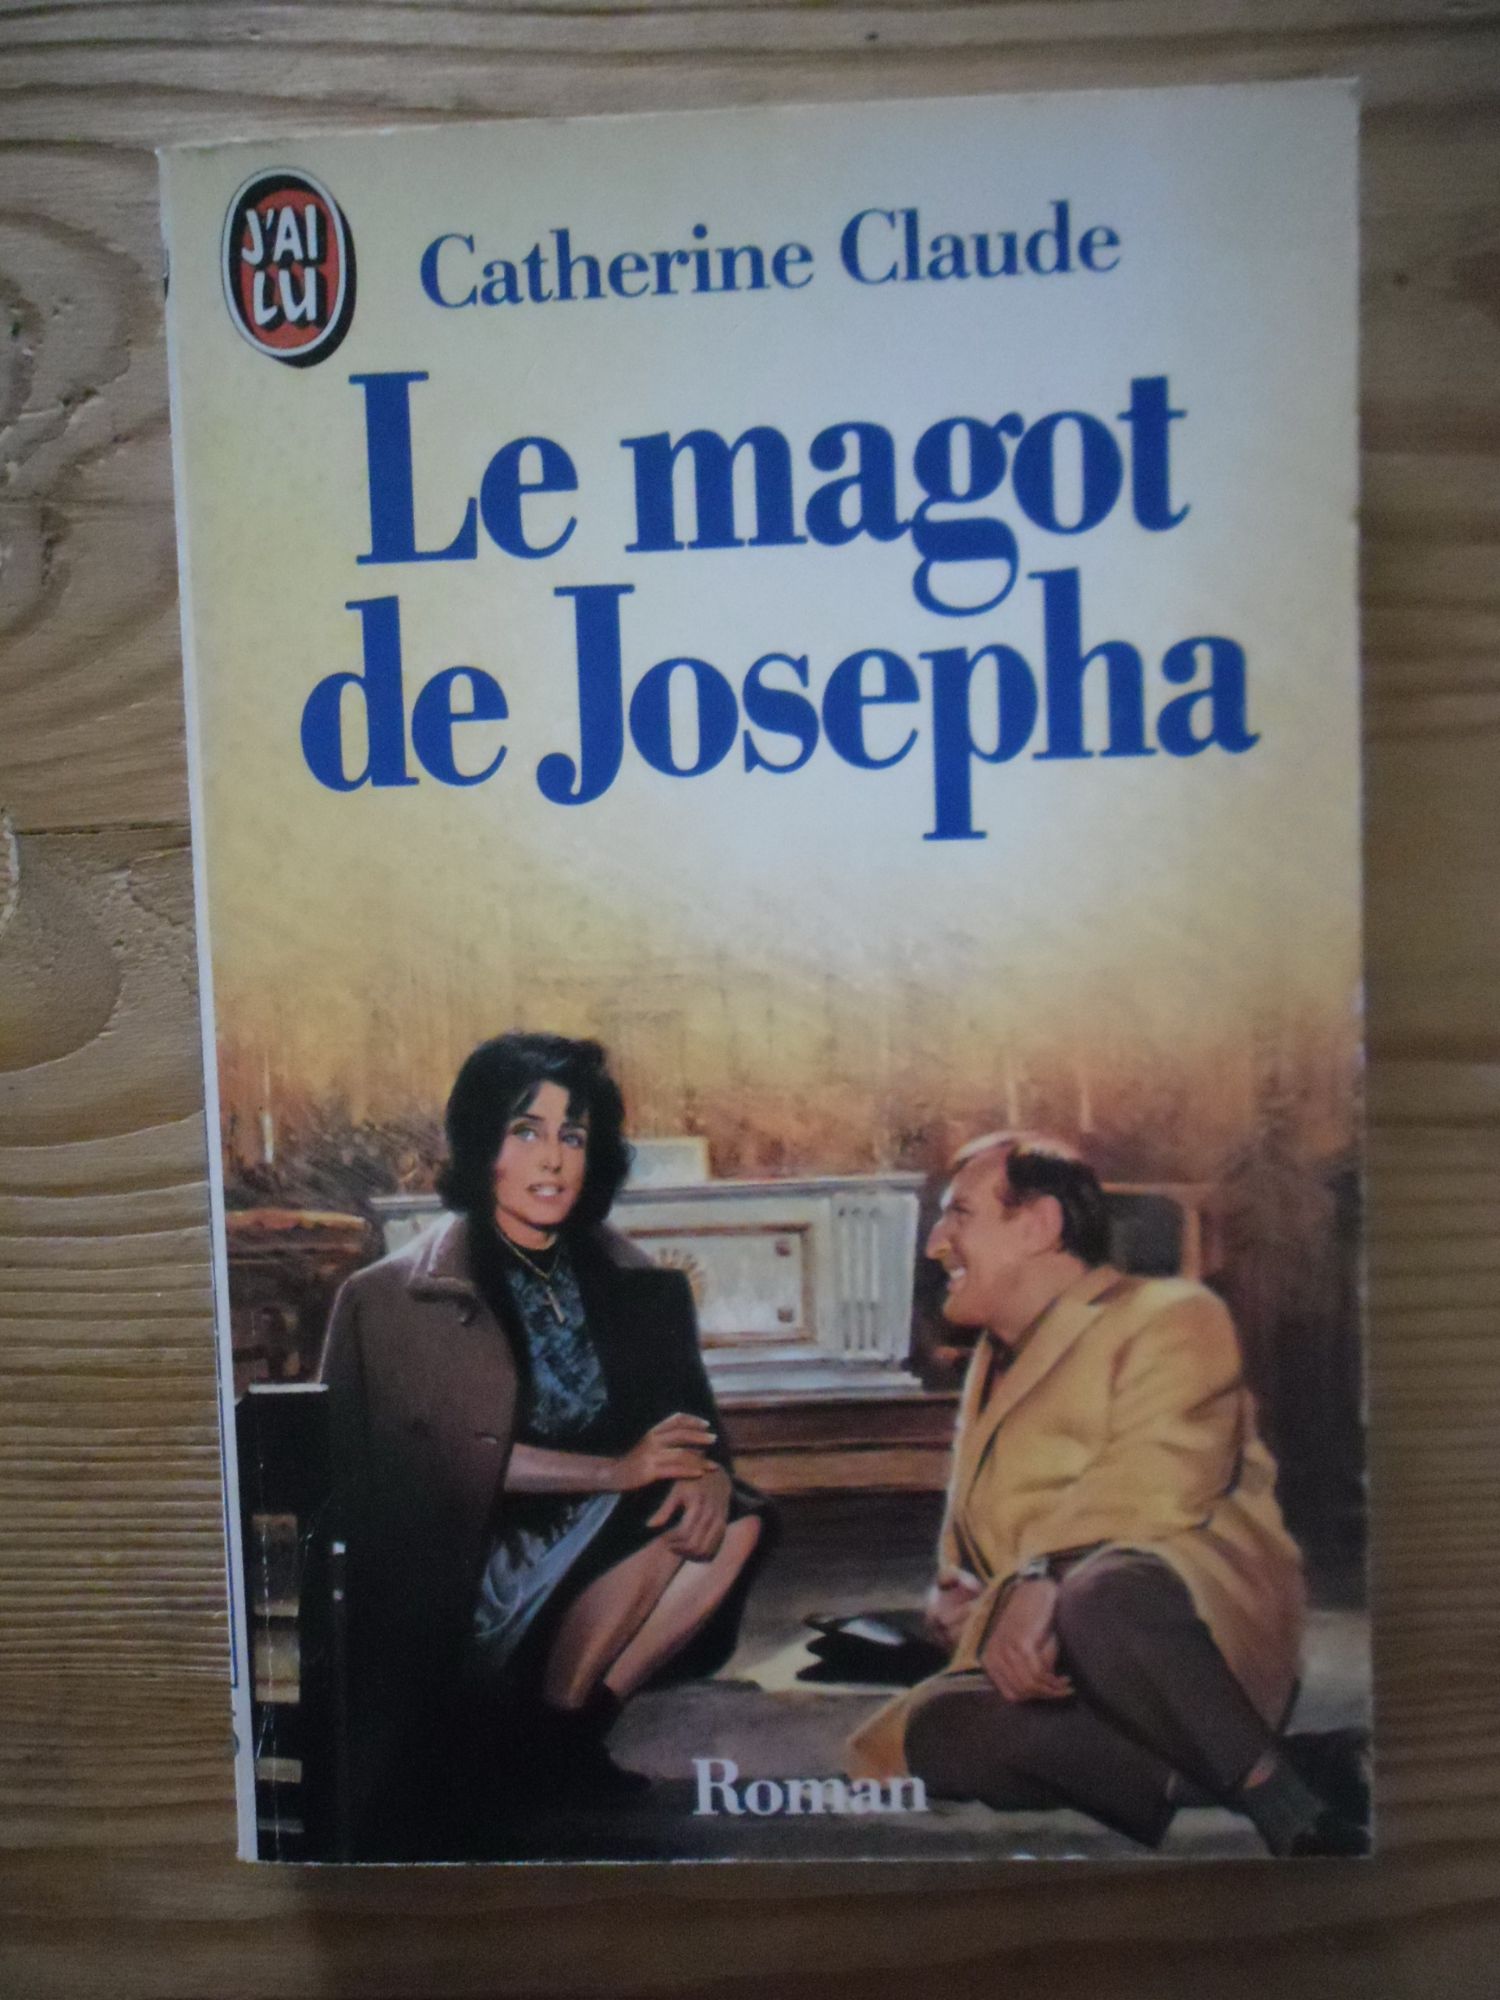 J'AI
LU
Catherine Claude
Le magot
de Josepha
Roman